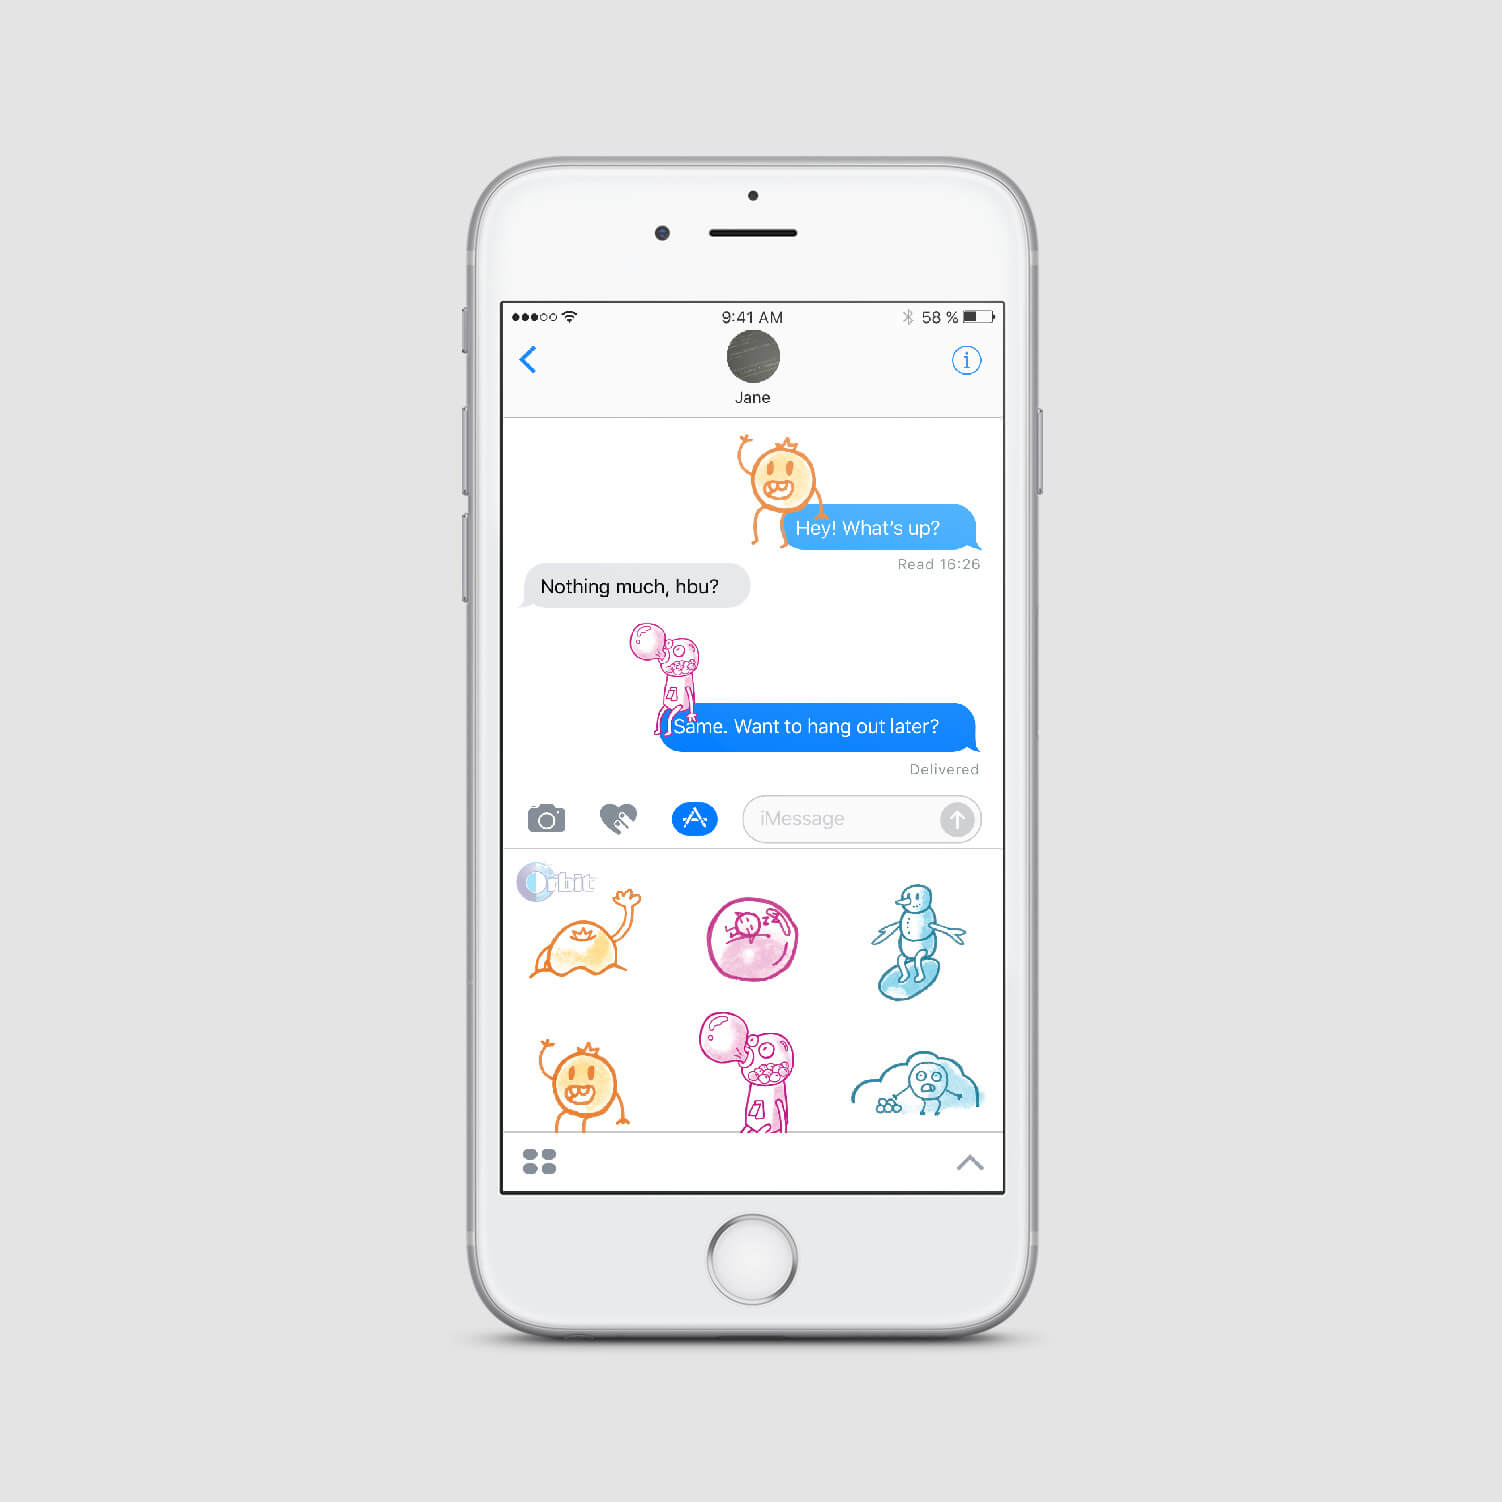 9:41 AM
58 %
Jane
Hey! What's up?
Read 16:26
Nothing much, hbu?
Same. Want to hang out later?
Delivered
iMessage
Orbit
zzz